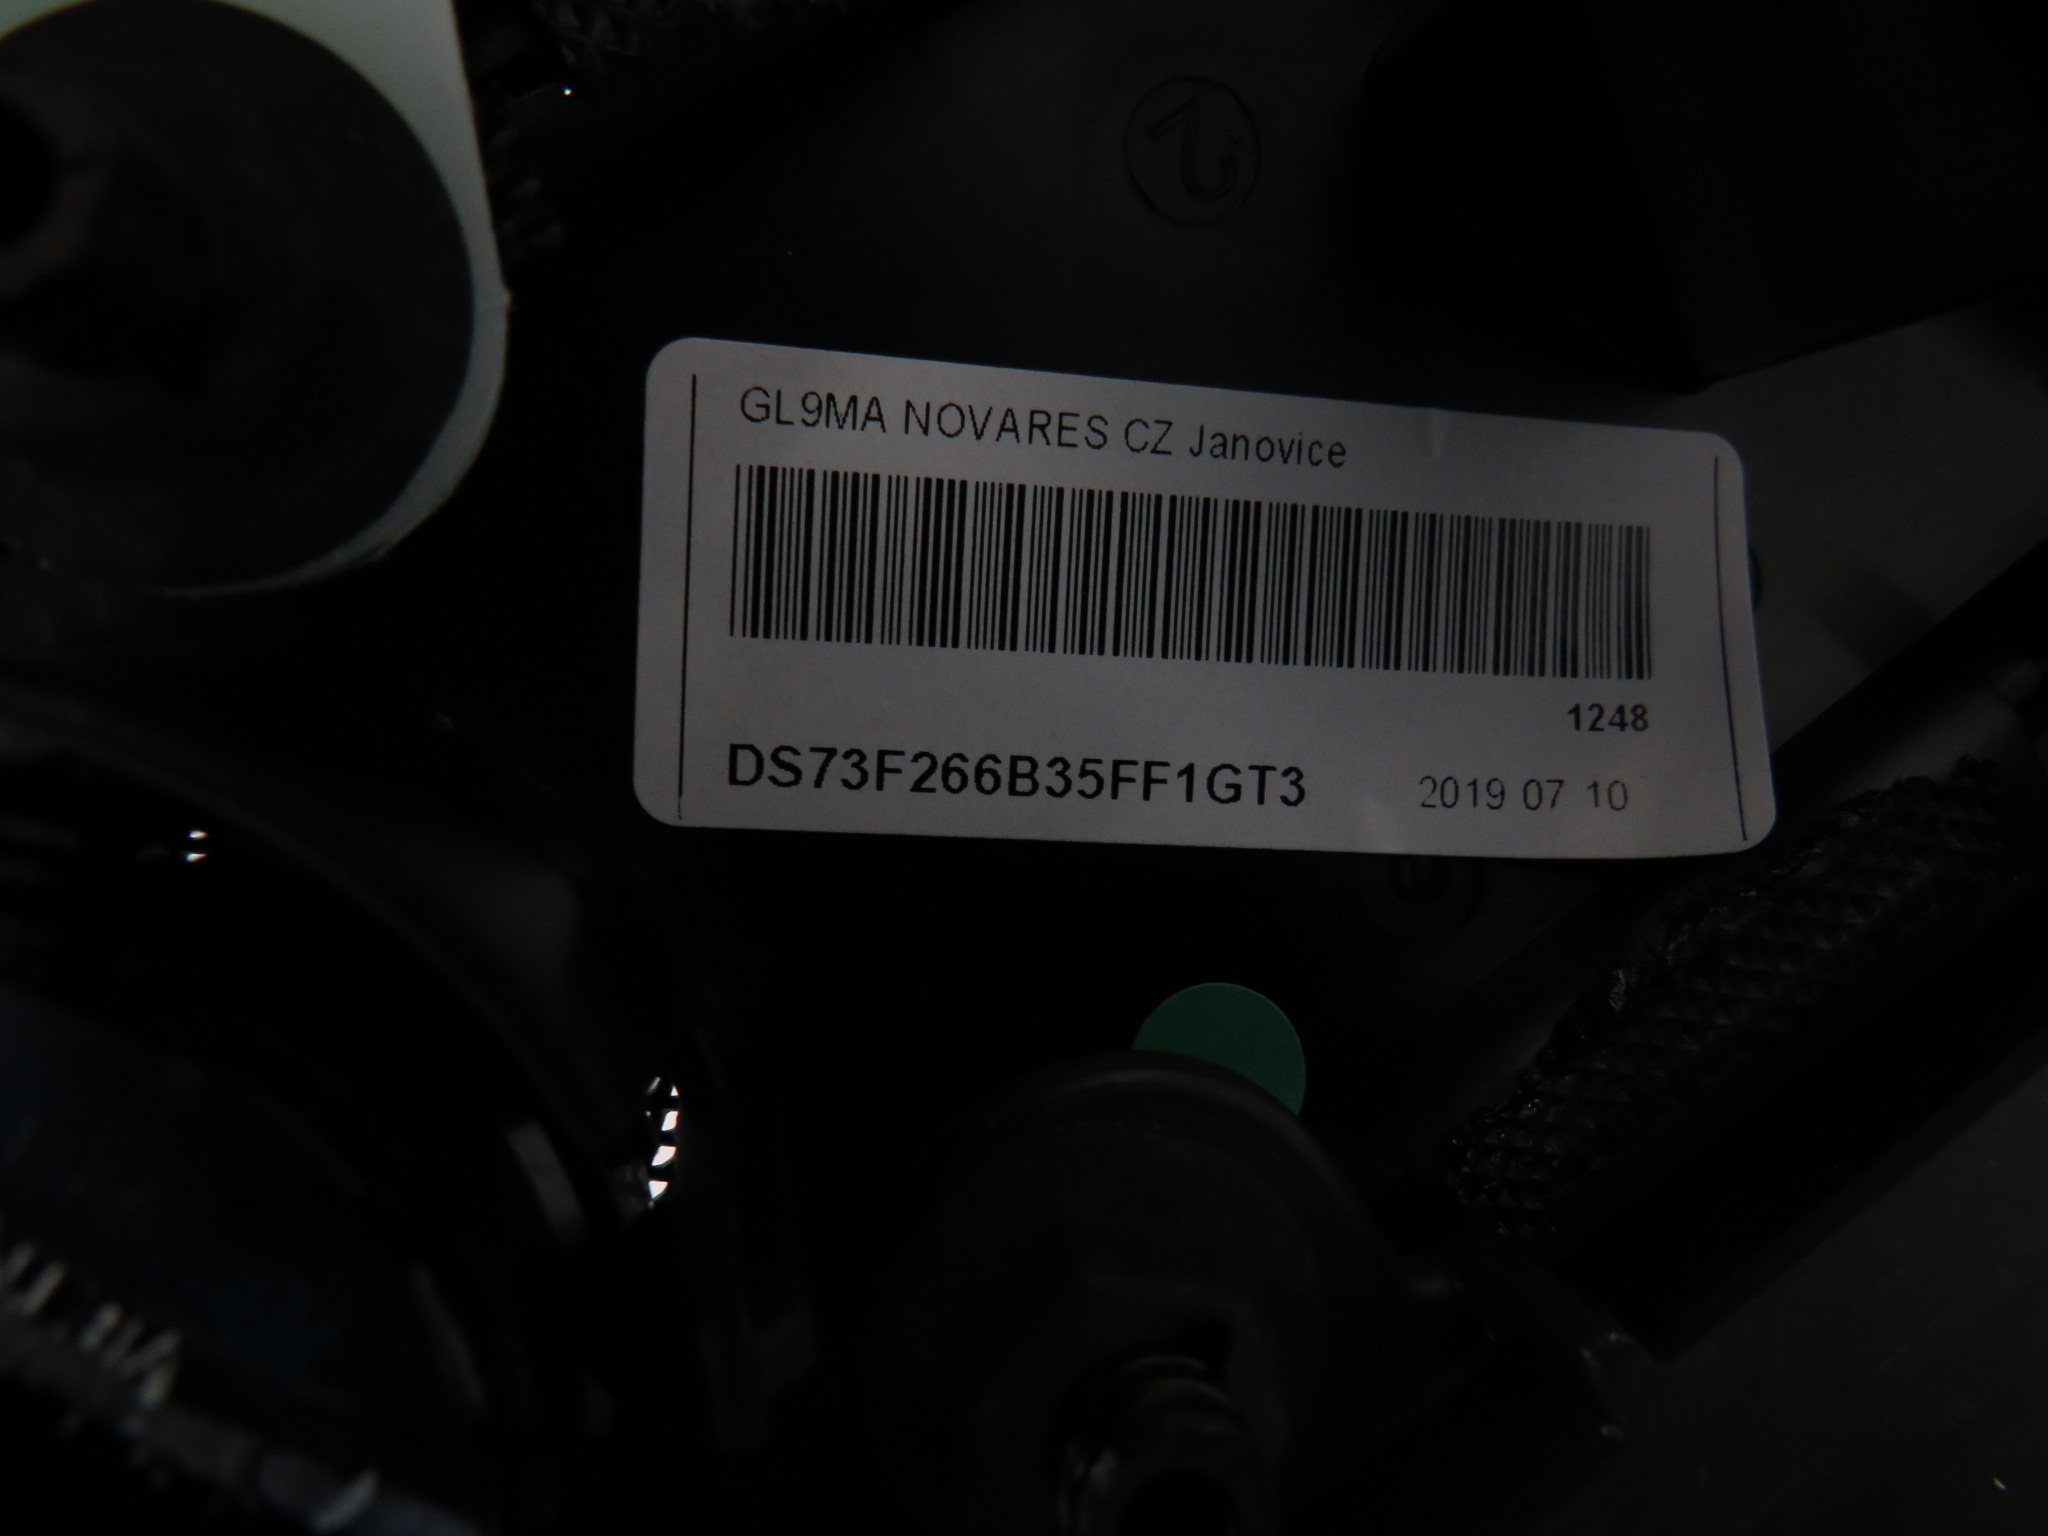 GL9MA NOVARES CZ Janovice
1248
DS73F266B35FF1GT3 2019 07 10